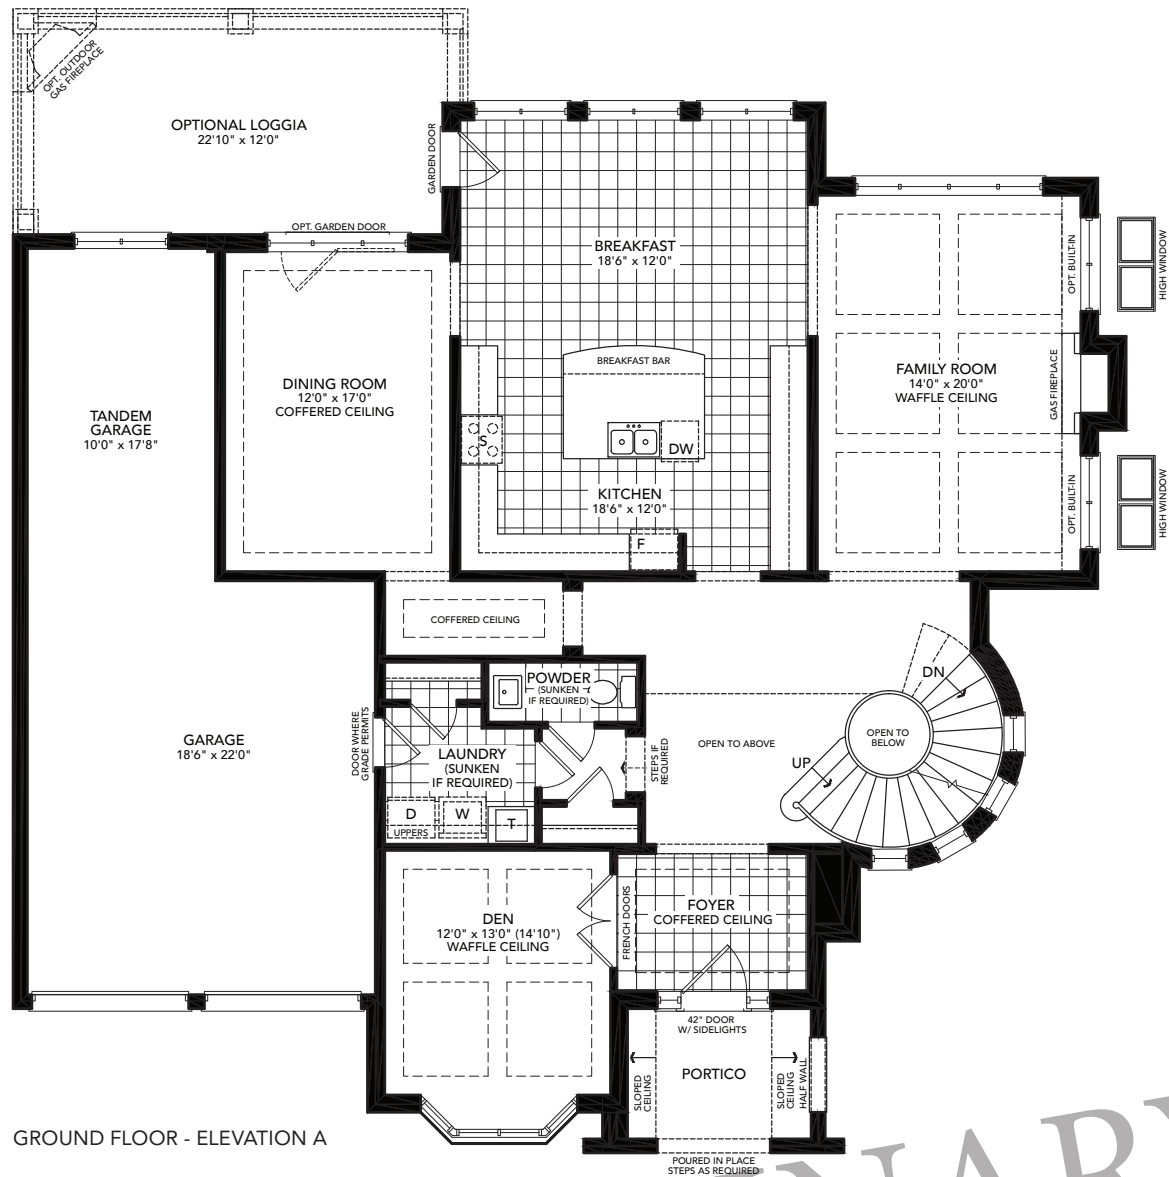 OPT. OUTDOOR
GAS FIREPLACE
OPTIONAL LOGGIA
22'10" x 12'0"
GARDEN DOOR
OPT. GARDEN DOOR
BREAKFAST
18'6" x 12'0"
OPT. BUILT-IN
HIGH WINDOW
BREAKFAST BAR
FAMILY ROOM
14'0" x 20'0"
WAFFLE CEILING
GAS FIREPLACE
DINING ROOM
12'0" x 17'0"
COFFERED CEILING
TANDEM
GARAGE
10'0" x 17'8"
S
DW
KITCHEN
18'6" x 12'0"
F
OPT. BUILT-IN
HIGH WINDOW
COFFERED CEILING
POWDER
(SUNKEN
IF REQUIRED)
DN
GARAGE
18'6" x 22'0"
DOOR WHERE
GRADE PERMITS
LAUNDRY
(SUNKEN
IF REQUIRED)
STEPS IF
REQUIRED
OPEN TO ABOVE
OPEN TO
BELOW
UP
D
W
T
UPPERS
DEN
12'0" x 13'0" (14'10")
WAFFLE CEILING
FRENCH DOORS
FOYER
COFFERED CEILING
42" DOOR
W/ SIDELIGHTS
SLOPED
CEILING
PORTICO
SLOPED
CEILING
HALF WALL
POURED IN PLACE
STEPS AS REQUIRED
GROUND FLOOR - ELEVATION A